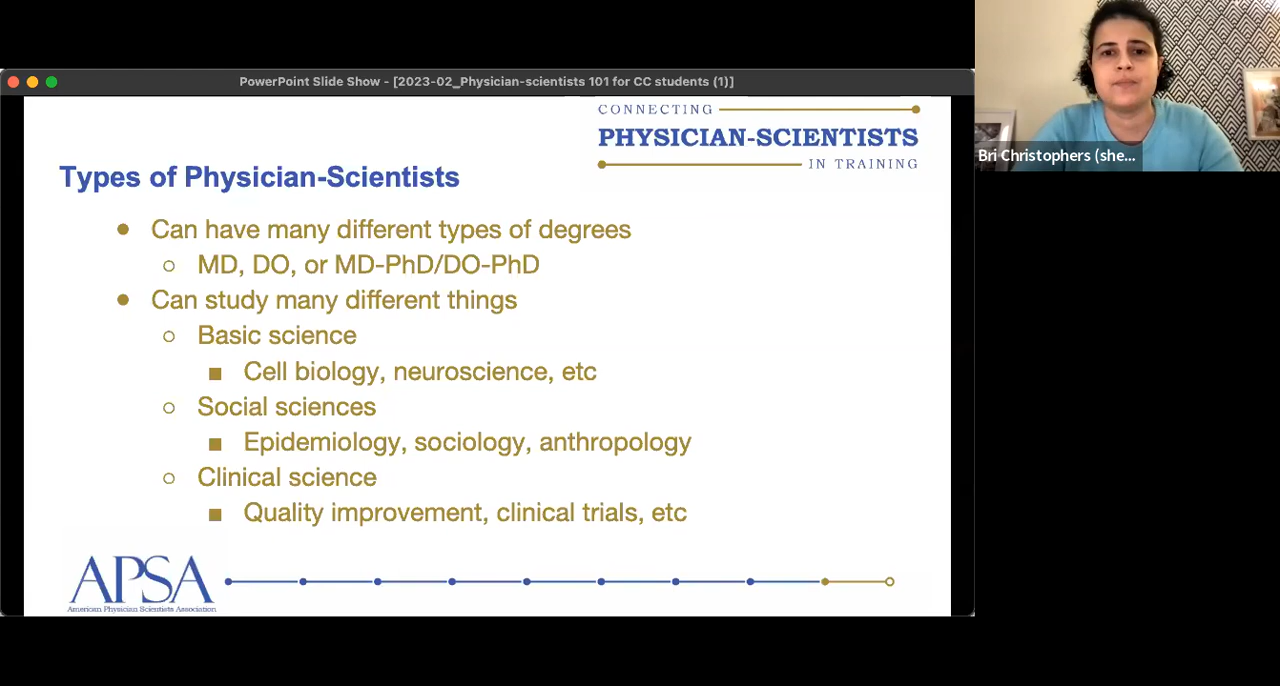 PowerPoint Slide Show - [2023-02_Physician-scientists 101 for CC students (1)]
CONNECTING
PHYSICIAN-SCIENTISTS
IN TRAINING
Types of Physician-Scientists
Can have many different types of degrees
MD, DO, or MD-PhD/DO-PhD
Can study many different things
Basic science
Cell biology, neuroscience, etc
Social sciences
Epidemiology, sociology, anthropology
Clinical science
Quality improvement, clinical trials, etc
APSA
American Physician Scientists Association
Bri Christophers (she...